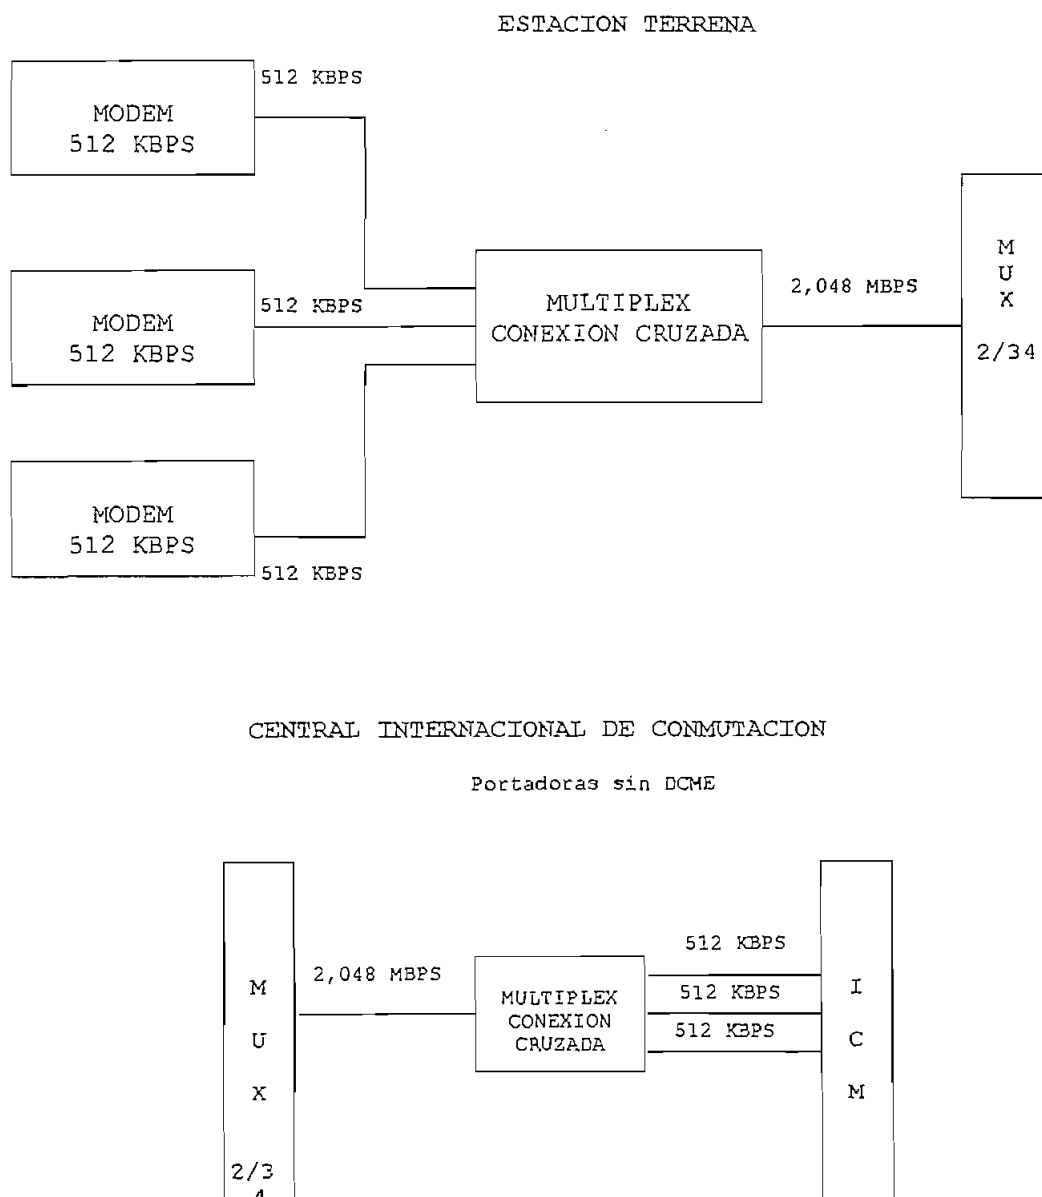 ESTACION TERRENA
512 KBPS
MODEM
512 KBPS
512 KBPS
MODEM
512 KBPS
MULTIPLEX
CONEXION CRUZADA
2,048 MBPS
M
U
X
2/34
MODEM
512 KBPS
512 KBPS
CENTRAL INTERNACIONAL DE CONMUTACION
Portadoras sin DCME
M
U
X
2/3
4
2,048 MBPS
MULTIPLEX
CONEXION
CRUZADA
512 KBPS
512 KBPS
512 KBPS
I
C
M